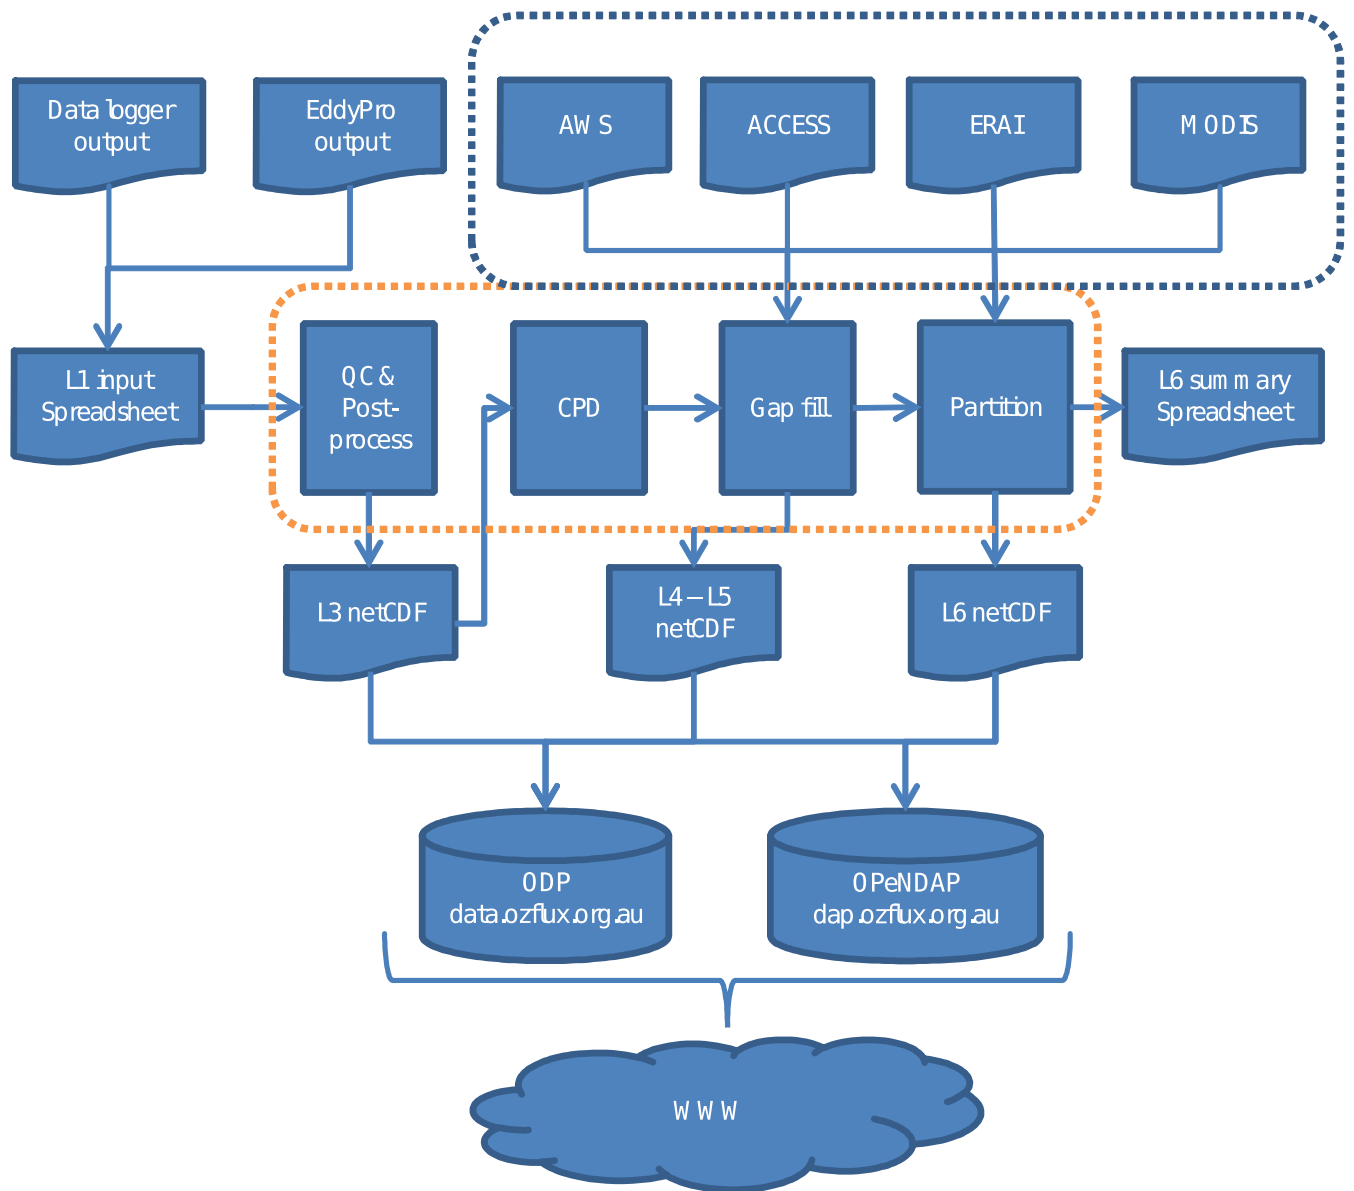 Data logger
output
EddyPro
output
AWS
ACCESS
ERAI
MODIS
L1 input
Spreadsheet
QC &
Post-
process
CPD
Gap fill
Partition
L6 summary
Spreadsheet
L3 netCDF
L4 – L5
netCDF
L6 netCDF
ODP
data.ozflux.org.au
OPeNDAP
dap.ozflux.org.au
WWW